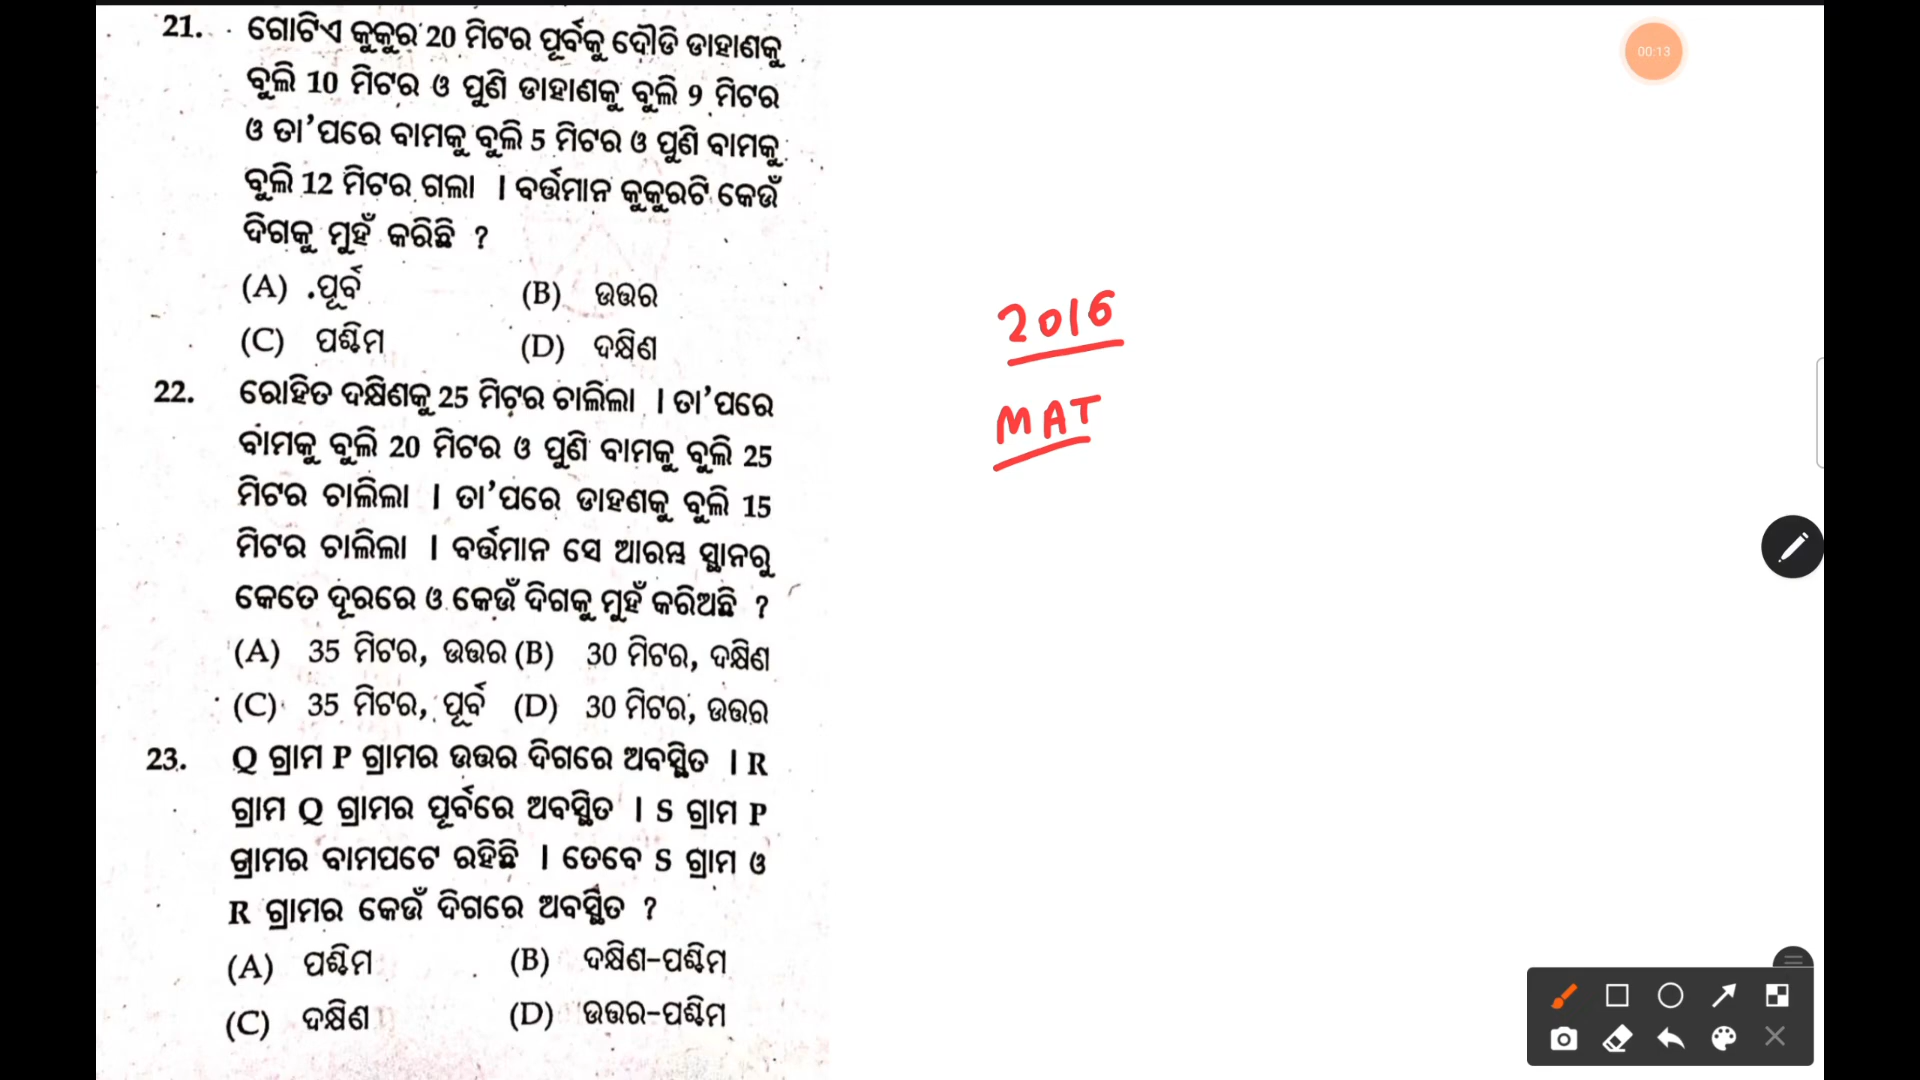 21. ଗୋଟିଏ କୁକୁର 20 ମିଟର ପୂର୍ବକୁ ଦୌଡି ଡାହାଣକୁ
ବୁଲି 10 ମିଟର ଓ ପୁଣି ଡାହାଣକୁ ବୁଲି 9 ମିଟର
ଓ ତା’ପରେ ବାମକୁ ବୁଲି 5 ମିଟର ଓ ପୁଣି ବାମକୁ
ବୁଲି 12 ମିଟର ଗଲା । ବର୍ତ୍ତମାନ କୁକୁରଟି କେଉଁ
ଦିଗକୁ ମୁହଁ କରିଛି ?
(A) ପୂର୍ବ (B) ଉତ୍ତର
(C) ପଶ୍ଚିମ (D) ଦକ୍ଷିଣ
22. ରୋହିତ ଦକ୍ଷିଣକୁ 25 ମିଟର ଚାଲିଲା । ତା’ପରେ
ବାମକୁ ବୁଲି 20 ମିଟର ଓ ପୁଣି ବାମକୁ ବୁଲି 25
ମିଟର ଚାଲିଲା । ତା’ପରେ ଡାହଣକୁ ବୁଲି 15
ମିଟର ଚାଲିଲା । ବର୍ତ୍ତମାନ ସେ ଆରମ୍ଭ ସ୍ଥାନରୁ
କେତେ ଦୂରରେ ଓ କେଉଁ ଦିଗକୁ ମୁହଁ କରିଅଛି ?
(A) 35 ମିଟର, ଉତ୍ତର (B) 30 ମିଟର, ଦକ୍ଷିଣ
(C) 35 ମିଟର, ପୂର୍ବ (D) 30 ମିଟର, ଉତ୍ତର
23. Q ଗ୍ରାମ P ଗ୍ରାମର ଉତ୍ତର ଦିଗରେ ଅବସ୍ଥିତ । R
ଗ୍ରାମ Q ଗ୍ରାମର ପୂର୍ବରେ ଅବସ୍ଥିତ । S ଗ୍ରାମ P
ଗ୍ରାମର ବାମପଟେ ରହିଛି । ତେବେ S ଗ୍ରାମ ଓ
R ଗ୍ରାମର କେଉଁ ଦିଗରେ ଅବସ୍ଥିତ ?
(A) ପଶ୍ଚିମ (B) ଦକ୍ଷିଣ-ପଶ୍ଚିମ
(C) ଦକ୍ଷିଣ (D) ଉତ୍ତର-ପଶ୍ଚିମ
2016
MAT
00:13